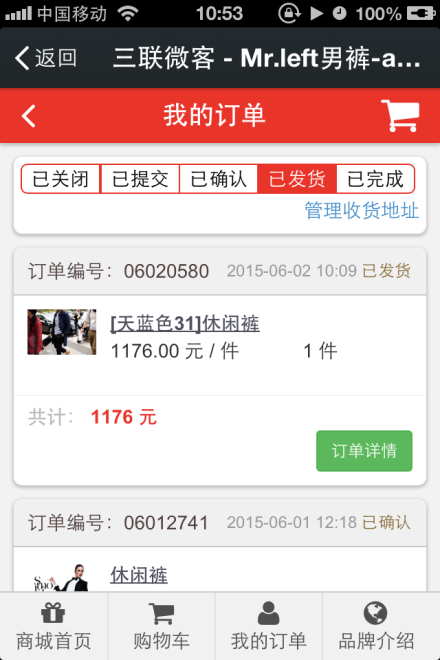 中国移动 10:53 100%
返回 三联微客 - Mr.left男裤-a...
我的订单
已关闭 已提交 已确认 已发货 已完成
管理收货地址
订单编号：06020580 2015-06-02 10:09 已发货
[天蓝色31]休闲裤
1176.00 元 / 件 1 件
共计： 1176 元
订单详情
订单编号：06012741 2015-06-01 12:18 已确认
休闲裤
商城首页 购物车 我的订单 品牌介绍